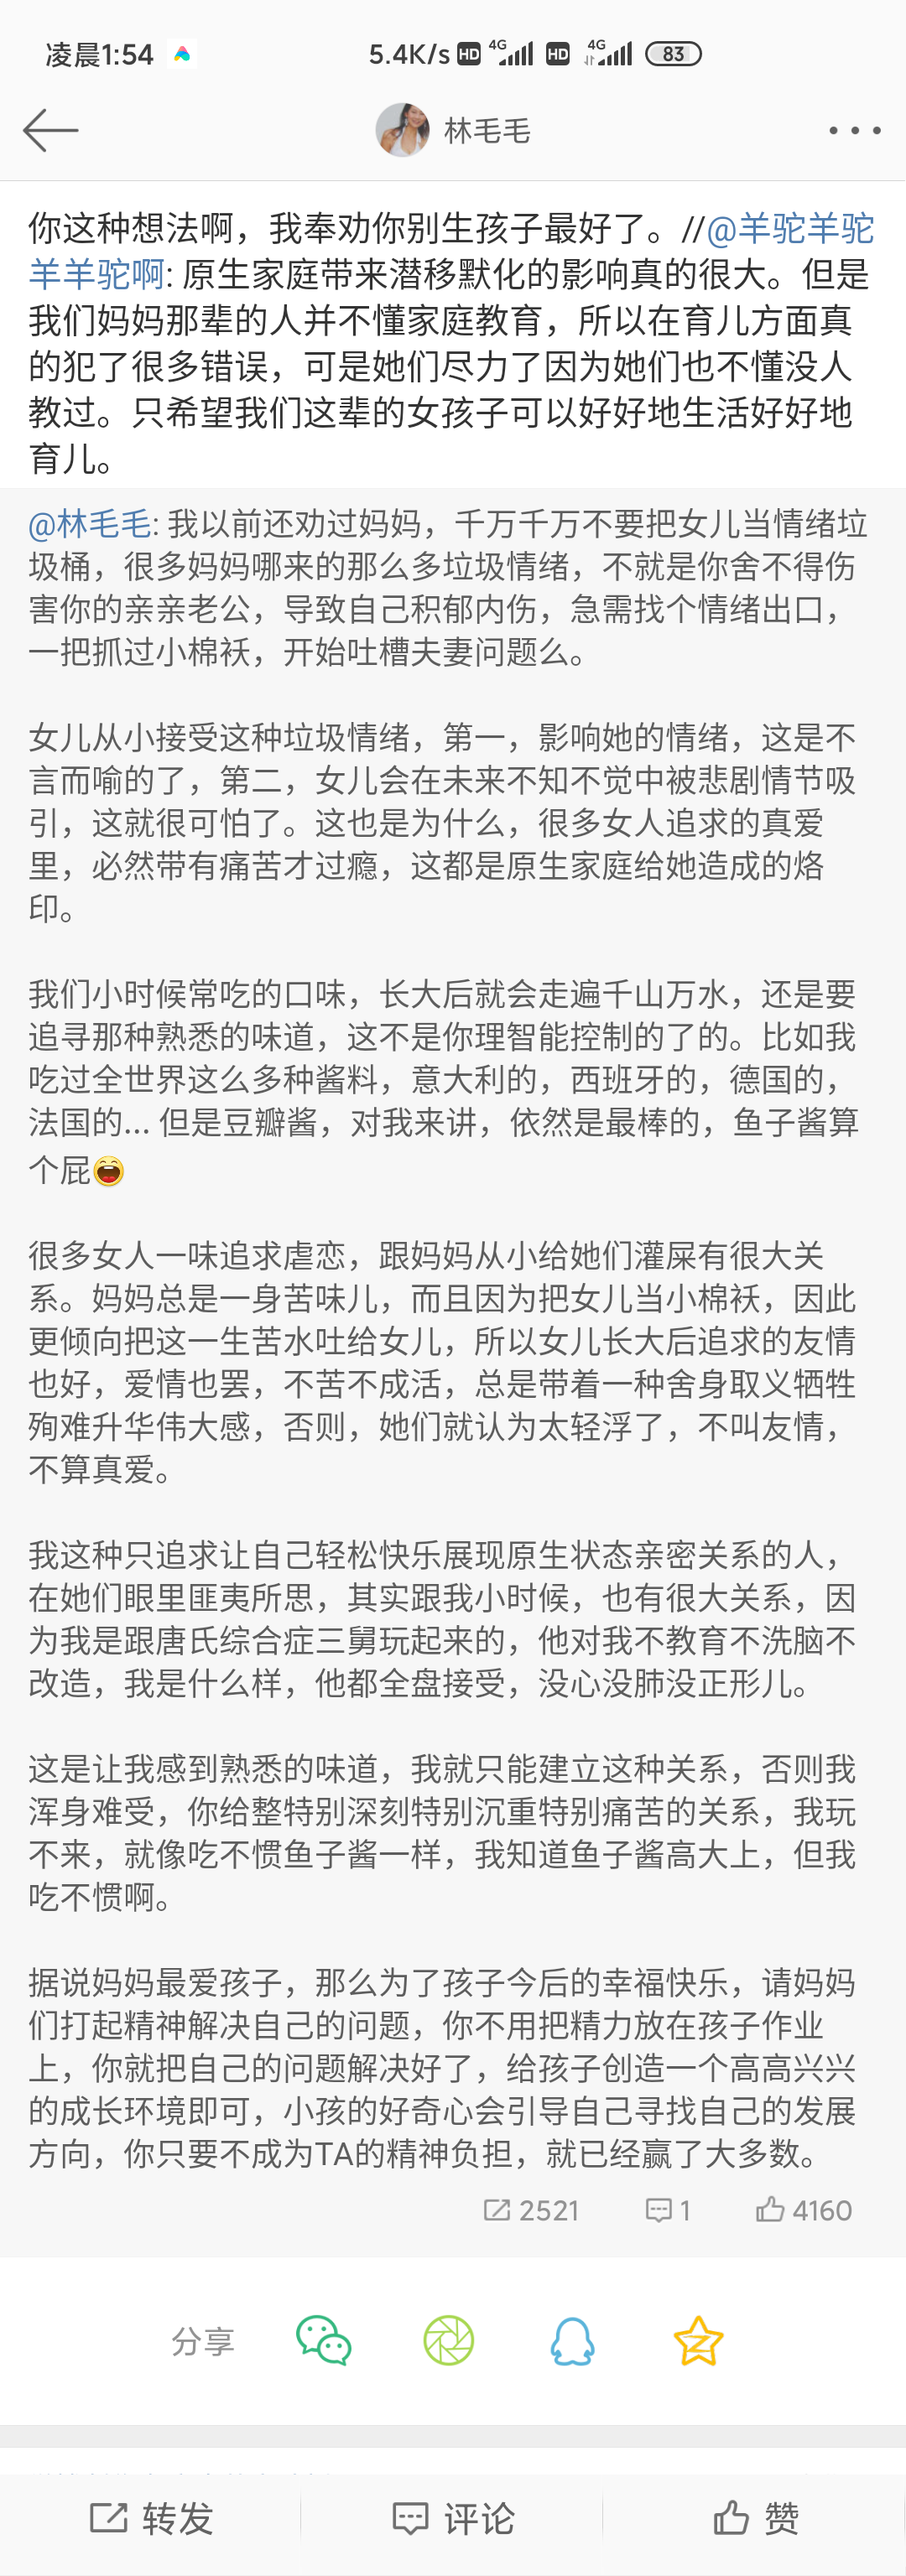 凌晨1:54
5.4K/s HD 4G HD 4G 83
林毛毛
你这种想法啊，我奉劝你别生孩子最好了。//@羊驼羊驼
羊羊驼啊: 原生家庭带来潜移默化的影响真的很大。但是
我们妈妈那辈的人并不懂家庭教育，所以在育儿方面真
的犯了很多错误，可是她们尽力了因为她们也不懂没人
教过。只希望我们这辈的女孩子可以好好地生活好好地
育儿。
@林毛毛: 我以前还劝过妈妈，千万千万不要把女儿当情绪垃
圾桶，很多妈妈哪来的那么多垃圾情绪，不就是你舍不得伤
害你的亲亲老公，导致自己积郁内伤，急需找个情绪出口，
一把抓过小棉袄，开始吐槽夫妻问题么。
女儿从小接受这种垃圾情绪，第一，影响她的情绪，这是不
言而喻的了，第二，女儿会在未来不知不觉中被悲剧情节吸
引，这就很可怕了。这也是为什么，很多女人追求的真爱
里，必然带有痛苦才过瘾，这都是原生家庭给她造成的烙
印。
我们小时候常吃的口味，长大后就会走遍千山万水，还是要
追寻那种熟悉的味道，这不是你理智能控制的了的。比如我
吃过全世界这么多种酱料，意大利的，西班牙的，德国的，
法国的... 但是豆瓣酱，对我来讲，依然是最棒的，鱼子酱算
个屁
很多女人一味追求虐恋，跟妈妈从小给她们灌屎有很大关
系。妈妈总是一身苦味儿，而且因为把女儿当小棉袄，因此
更倾向把这一生苦水吐给女儿，所以女儿长大后追求的友情
也好，爱情也罢，不苦不成活，总是带着一种舍身取义牺牲
殉难升华伟大感，否则，她们就认为太轻浮了，不叫友情，
不算真爱。
我这种只追求让自己轻松快乐展现原生状态亲密关系的人，
在她们眼里匪夷所思，其实跟我小时候，也有很大关系，因
为我是跟唐氏综合症三舅玩起来的，他对我不教育不洗脑不
改造，我是什么样，他都全盘接受，没心没肺没正形儿。
这是让我感到熟悉的味道，我就只能建立这种关系，否则我
浑身难受，你给整特别深刻特别沉重特别痛苦的关系，我玩
不来，就像吃不惯鱼子酱一样，我知道鱼子酱高大上，但我
吃不惯啊。
据说妈妈最爱孩子，那么为了孩子今后的幸福快乐，请妈妈
们打起精神解决自己的问题，你不用把精力放在孩子作业
上，你就把自己的问题解决好了，给孩子创造一个高高兴兴
的成长环境即可，小孩的好奇心会引导自己寻找自己的发展
方向，你只要不成为TA的精神负担，就已经赢了大多数。
2521 1 4160
分享
转发 评论 赞